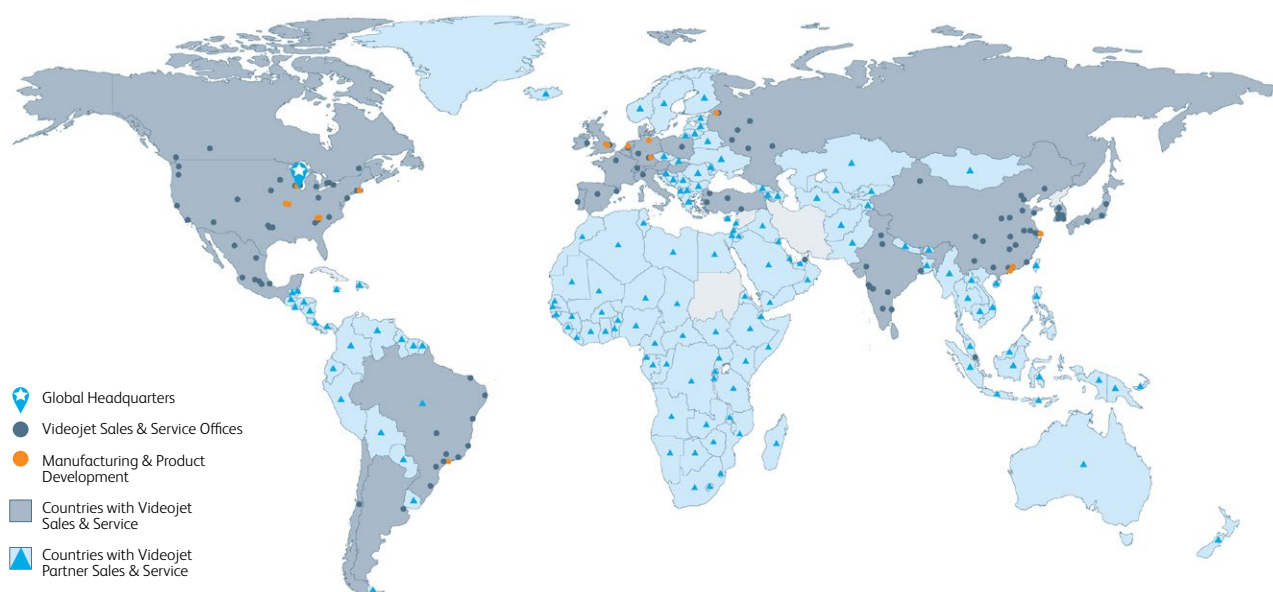 Global Headquarters
Videojet Sales & Service Offices
Manufacturing & Product
Development
Countries with Videojet
Sales & Service
Countries with Videojet
Partner Sales & Service